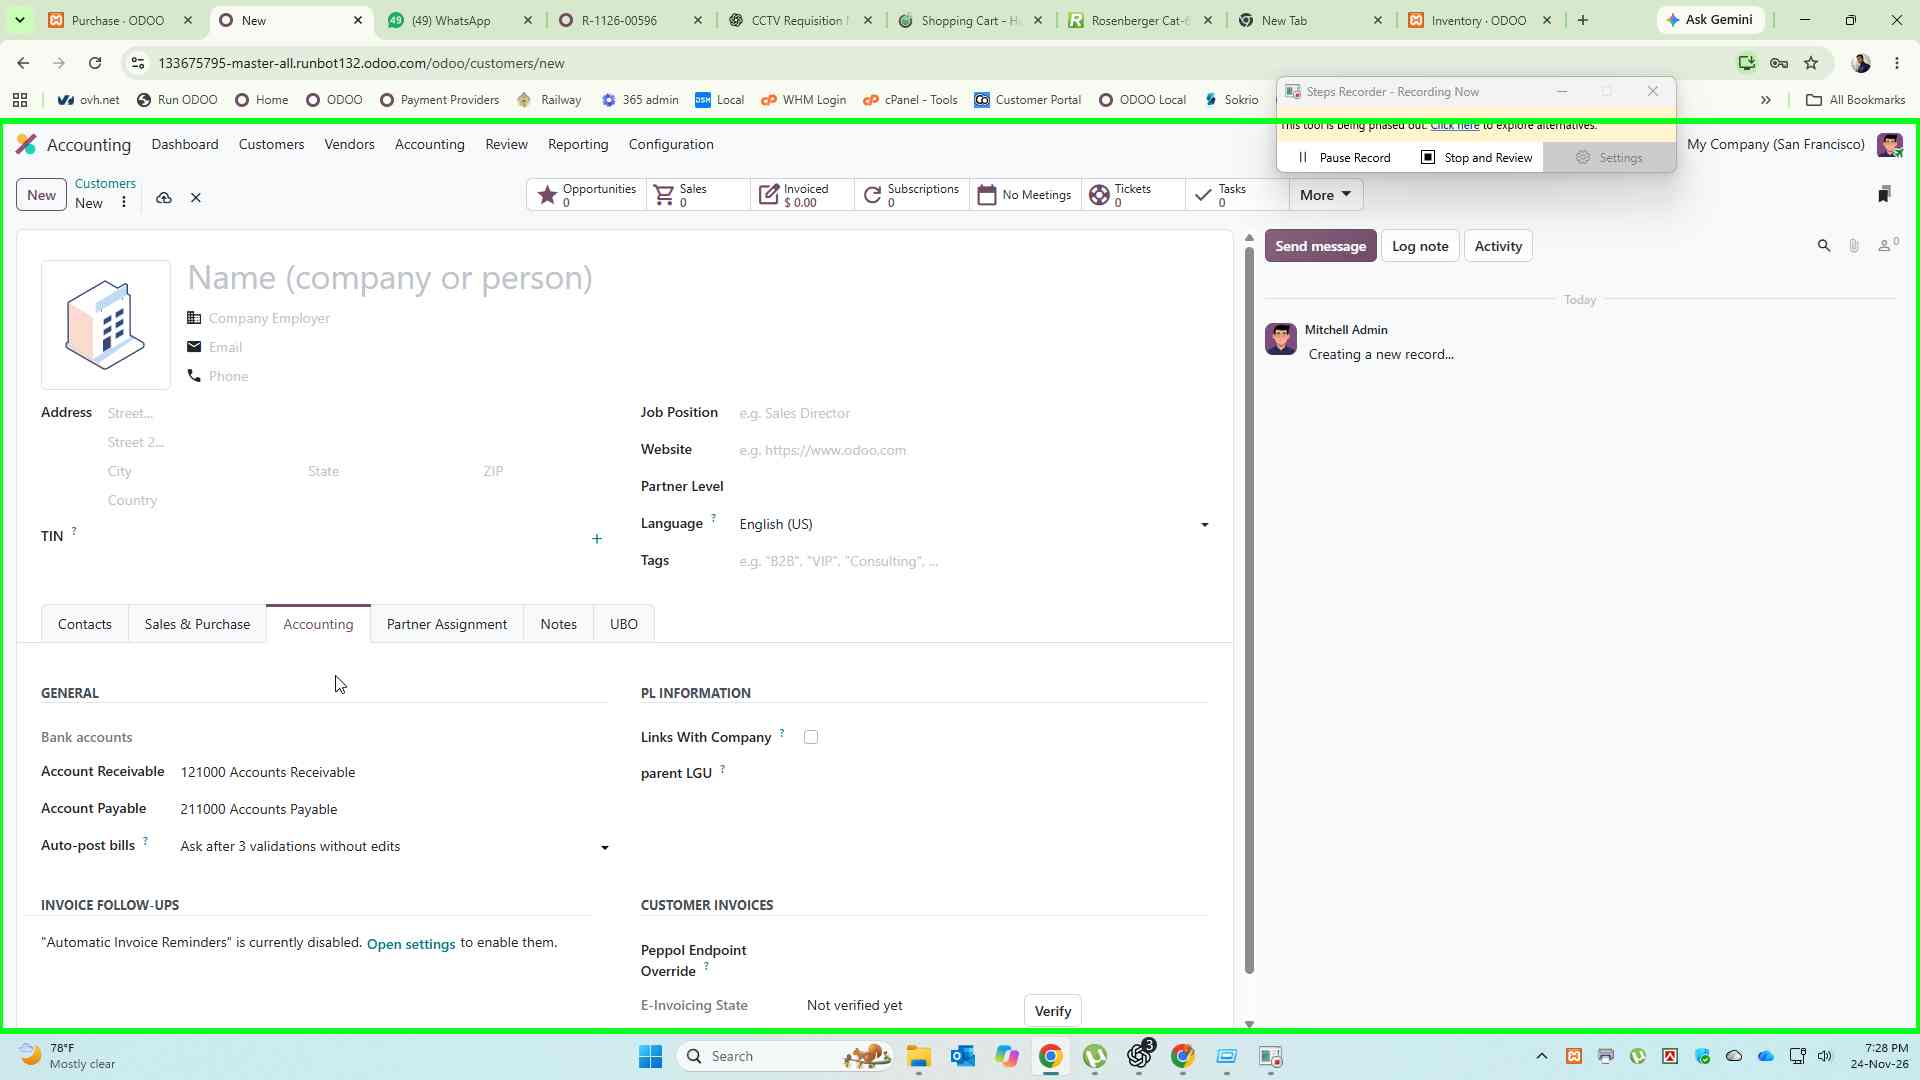 Purchase · ODOO
New
49
(49) WhatsApp
R-1126-00596
CCTV Requisition
Shopping Cart - H
Rosenberger Cat-6
New Tab
Inventory · ODOO
Ask Gemini
133675795-master-all.runbot132.odoo.com/odoo/customers/new
ovh.net
Run ODOO
Home
ODOO
Payment Providers
Railway
365 admin
DSM
Local
WHM Login
cPanel - Tools
Customer Portal
ODOO Local
Sokrio
All Bookmarks
Steps Recorder - Recording Now
This tool is being phased out. Click here to explore alternatives.
Pause Record
Stop and Review
Settings
Accounting
Dashboard
Customers
Vendors
Accounting
Review
Reporting
Configuration
My Company (San Francisco)
New
Customers
New
Opportunities
0
Sales
0
Invoiced
$ 0.00
Subscriptions
0
No Meetings
Tickets
0
Tasks
0
More
Name (company or person)
Company Employer
Email
Phone
Address
Street...
Street 2...
City
State
ZIP
Country
TIN ?
Job Position
e.g. Sales Director
Website
e.g. https://www.odoo.com
Partner Level
Language ?
English (US)
Tags
e.g. "B2B", "VIP", "Consulting", ...
Contacts
Sales & Purchase
Accounting
Partner Assignment
Notes
UBO
GENERAL
Bank accounts
Account Receivable
121000 Accounts Receivable
Account Payable
211000 Accounts Payable
Auto-post bills ?
Ask after 3 validations without edits
PL INFORMATION
Links With Company ?
parent LGU ?
INVOICE FOLLOW-UPS
"Automatic Invoice Reminders" is currently disabled. Open settings to enable them.
CUSTOMER INVOICES
Peppol Endpoint
Override ?
E-Invoicing State
Not verified yet
Verify
Send message
Log note
Activity
0
Today
Mitchell Admin
Creating a new record...
78°F
Mostly clear
Search
3
7:28 PM
24-Nov-26